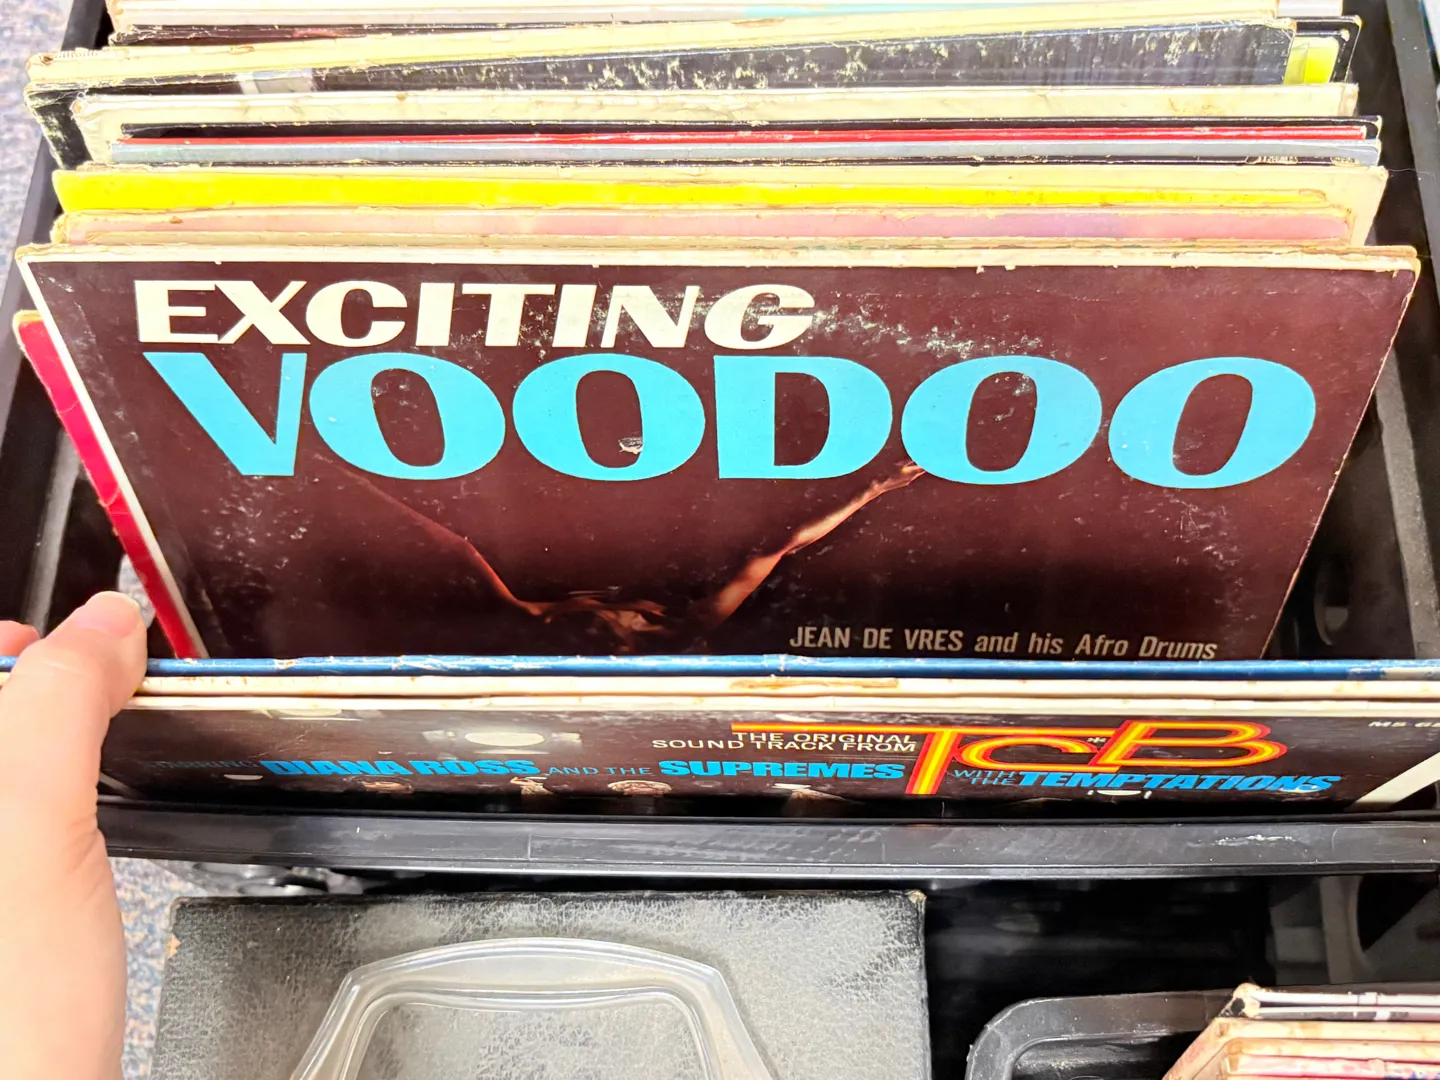 EXCITING
VOODOO
JEAN DE VRES and his Afro Drums
THE ORIGINAL
SOUND TRACK FROM
TCB
STARRING DIANA ROSS AND THE SUPREMES
WITH
THE TEMPTATIONS